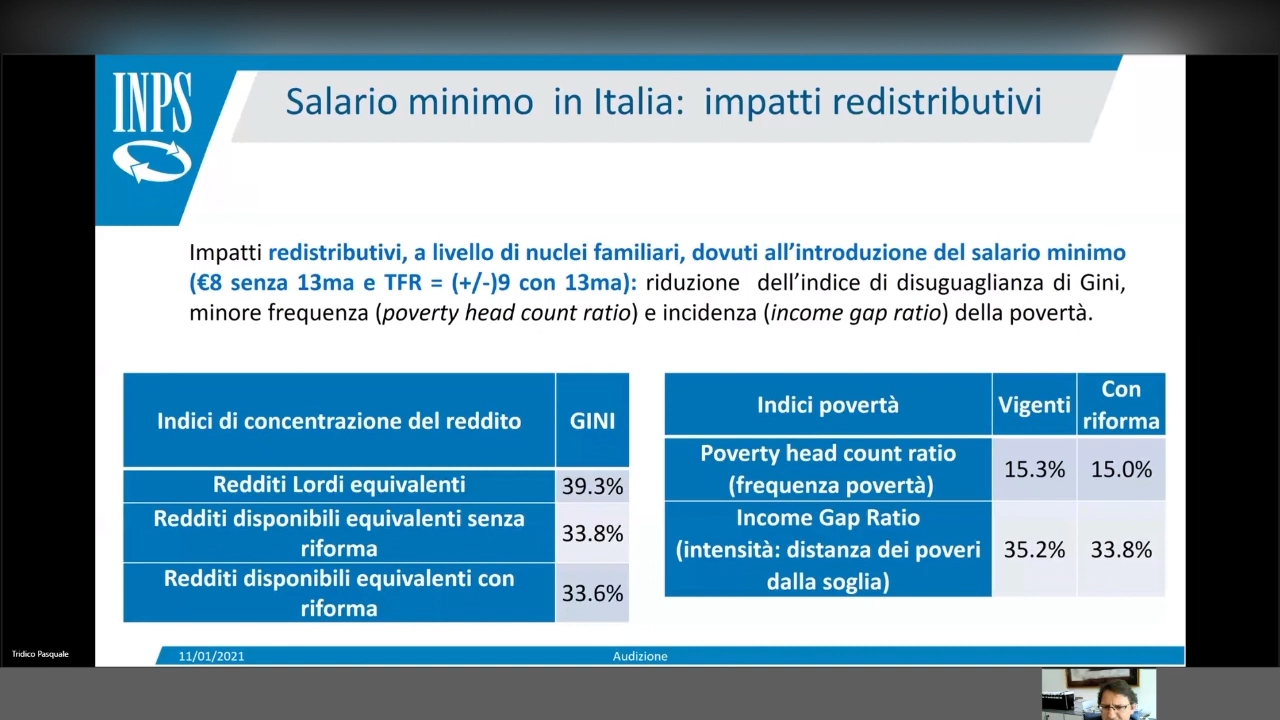 INPS
Salario minimo in Italia: impatti redistributivi
Impatti redistributivi, a livello di nuclei familiari, dovuti all’introduzione del salario minimo
(€8 senza 13ma e TFR = (+/-)9 con 13ma): riduzione dell’indice di disuguaglianza di Gini,
minore frequenza (poverty head count ratio) e incidenza (income gap ratio) della povertà.
Indici di concentrazione del reddito GINI
Redditi Lordi equivalenti 39.3%
Redditi disponibili equivalenti senza
riforma 33.8%
Redditi disponibili equivalenti con
riforma 33.6%
Indici povertà Vigenti Con
riforma
Poverty head count ratio
(frequenza povertà) 15.3% 15.0%
Income Gap Ratio
(intensità: distanza dei poveri 35.2% 33.8%
dalla soglia)
Tridico Pasquale
11/01/2021 Audizione